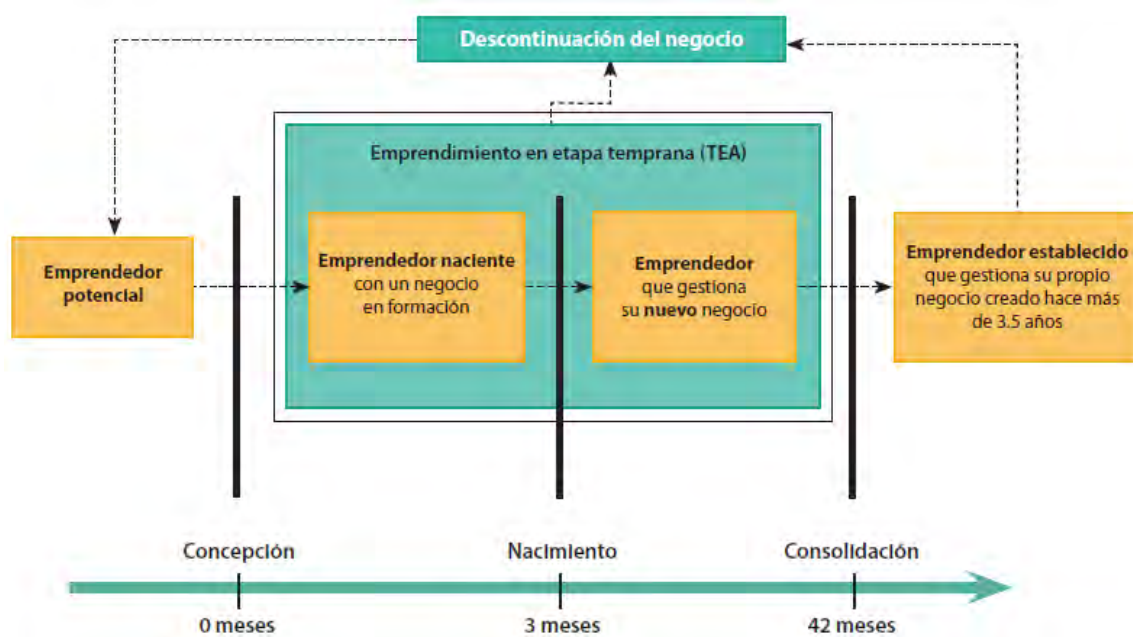 Descontinuación del negocio
Emprendimiento en etapa temprana (TEA)
Emprendedor
potencial
Emprendedor naciente
con un negocio
en formación
Emprendedor
que gestiona
su nuevo negocio
Emprendedor establecido
que gestiona su propio
negocio creado hace más
de 3.5 años
Concepción
Nacimiento
Consolidación
0 meses
3 meses
42 meses